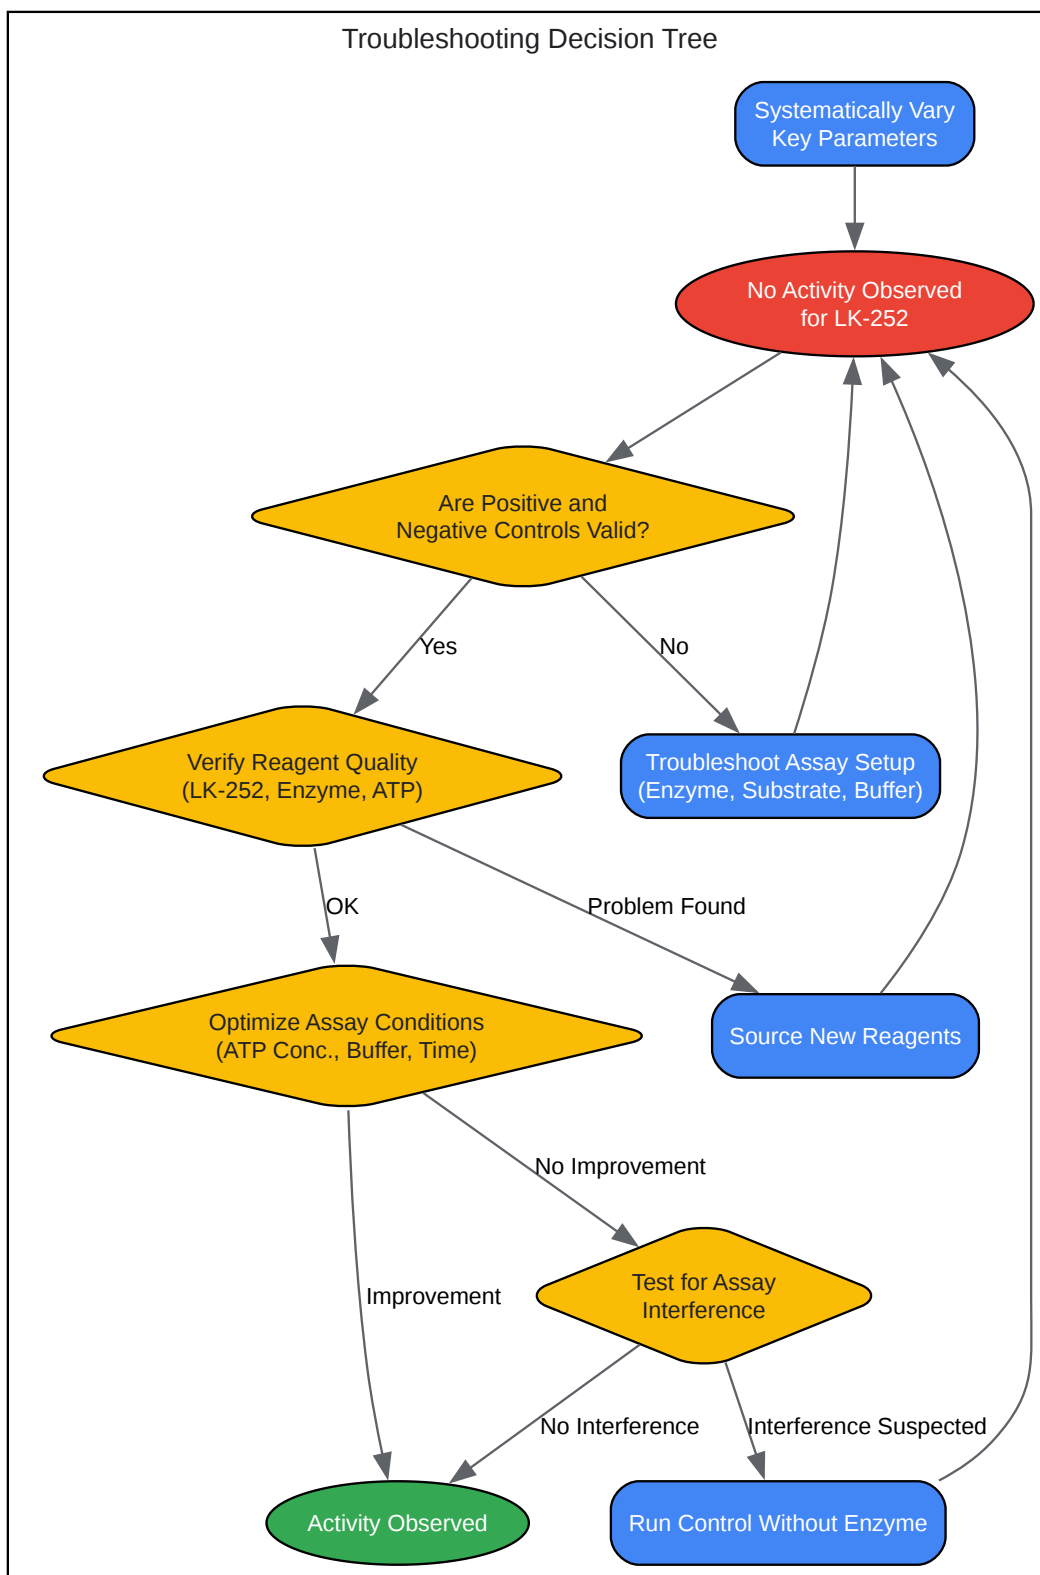 Troubleshooting Decision Tree
Systematically Vary
Key Parameters
No Activity Observed
for LK-252
Are Positive and
Negative Controls Valid?
Yes
No
Verify Reagent Quality
(LK-252, Enzyme, ATP)
Troubleshoot Assay Setup
(Enzyme, Substrate, Buffer)
OK
Problem Found
Optimize Assay Conditions
(ATP Conc., Buffer, Time)
Source New Reagents
No Improvement
Improvement
Test for Assay
Interference
No Interference
Interference Suspected
Activity Observed
Run Control Without Enzyme